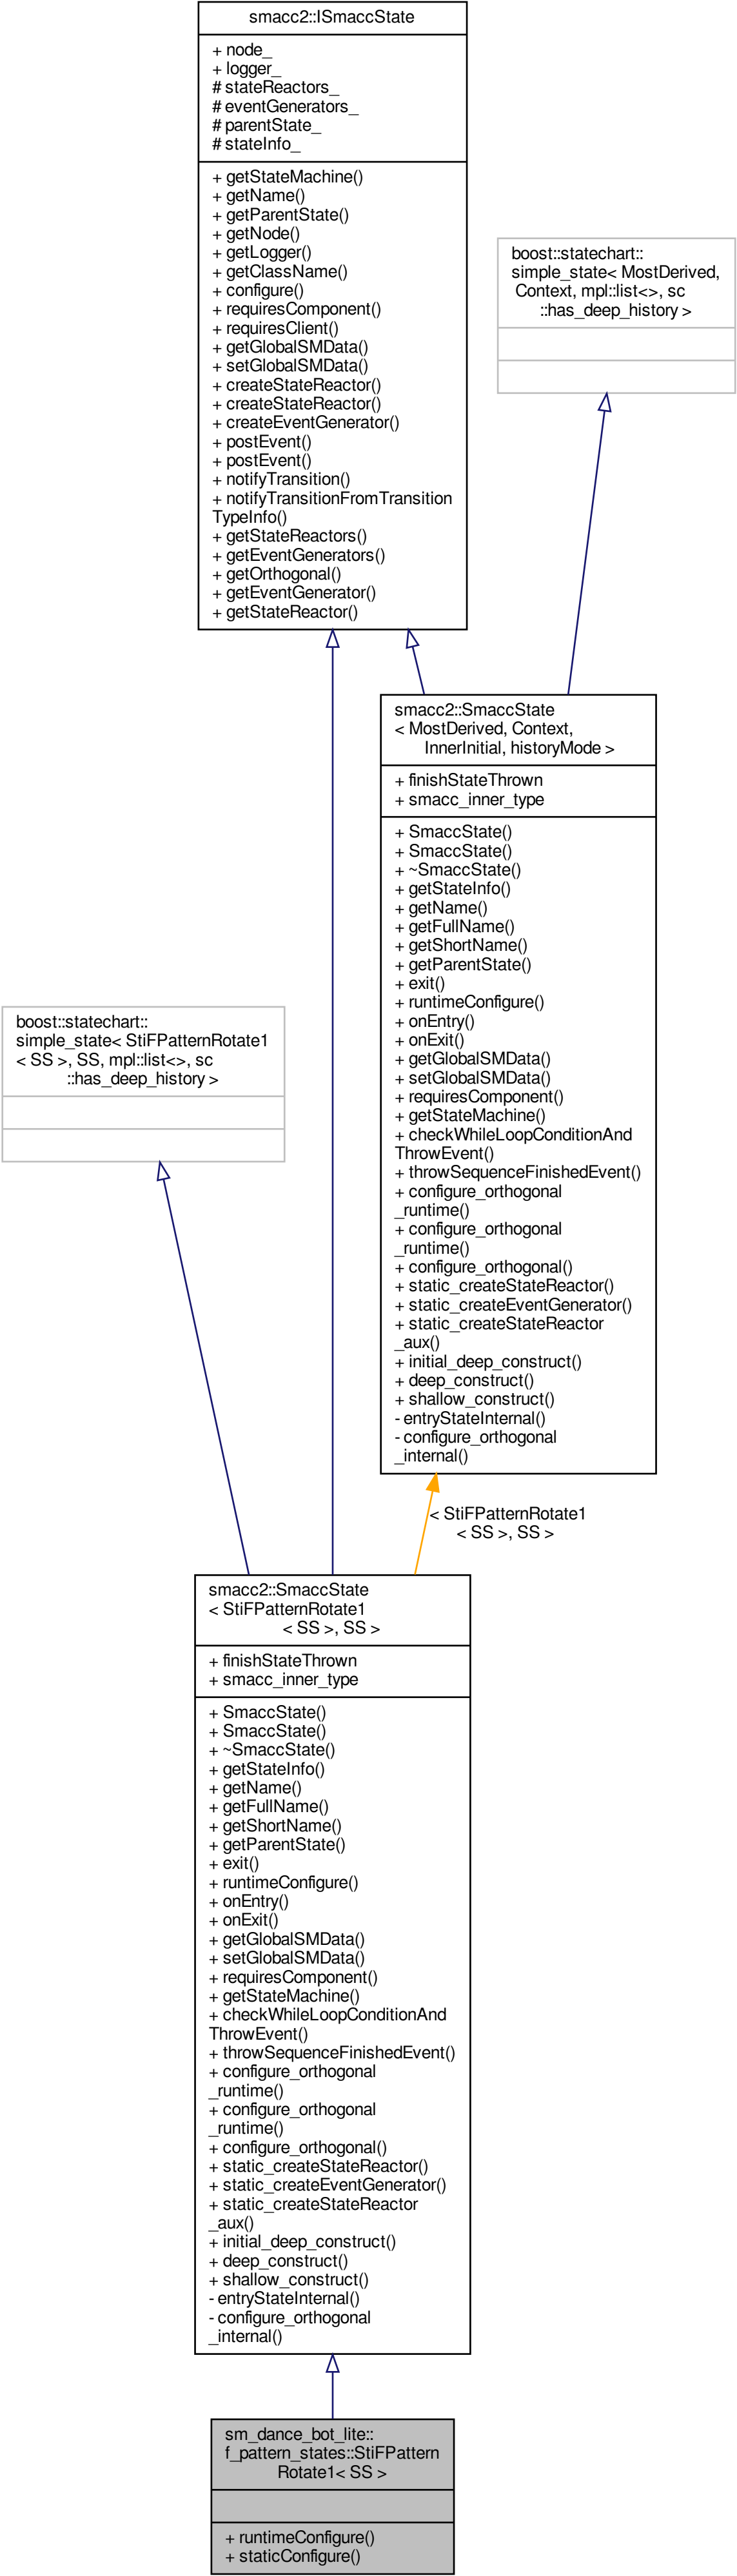 smacc2::ISmaccState
+ node_
+ logger_
# stateReactors_
# eventGenerators_
# parentState_
# stateInfo_
+ getStateMachine()
+ getName()
+ getParentState()
+ getNode()
+ getLogger()
+ getClassName()
+ configure()
+ requiresComponent()
+ requiresClient()
+ getGlobalSMData()
+ setGlobalSMData()
+ createStateReactor()
+ createStateReactor()
+ createEventGenerator()
+ postEvent()
+ postEvent()
+ notifyTransition()
+ notifyTransitionFromTransition
TypeInfo()
+ getStateReactors()
+ getEventGenerators()
+ getOrthogonal()
+ getEventGenerator()
+ getStateReactor()
boost::statechart::
simple_state< MostDerived,
Context, mpl::list<>, sc
::has_deep_history >
smacc2::SmaccState
< MostDerived, Context,
InnerInitial, historyMode >
+ finishStateThrown
+ smacc_inner_type
+ SmaccState()
+ SmaccState()
+ ~SmaccState()
+ getStateInfo()
+ getName()
+ getFullName()
+ getShortName()
+ getParentState()
+ exit()
+ runtimeConfigure()
+ onEntry()
+ onExit()
+ getGlobalSMData()
+ setGlobalSMData()
+ requiresComponent()
+ getStateMachine()
+ checkWhileLoopConditionAnd
ThrowEvent()
+ throwSequenceFinishedEvent()
+ configure_orthogonal
_runtime()
+ configure_orthogonal
_runtime()
+ configure_orthogonal()
+ static_createStateReactor()
+ static_createEventGenerator()
+ static_createStateReactor
_aux()
+ initial_deep_construct()
+ deep_construct()
+ shallow_construct()
- entryStateInternal()
- configure_orthogonal
_internal()
boost::statechart::
simple_state< StiFPatternRotate1
< SS >, SS, mpl::list<>, sc
::has_deep_history >
< StiFPatternRotate1
< SS >, SS >
smacc2::SmaccState
< StiFPatternRotate1
< SS >, SS >
+ finishStateThrown
+ smacc_inner_type
+ SmaccState()
+ SmaccState()
+ ~SmaccState()
+ getStateInfo()
+ getName()
+ getFullName()
+ getShortName()
+ getParentState()
+ exit()
+ runtimeConfigure()
+ onEntry()
+ onExit()
+ getGlobalSMData()
+ setGlobalSMData()
+ requiresComponent()
+ getStateMachine()
+ checkWhileLoopConditionAnd
ThrowEvent()
+ throwSequenceFinishedEvent()
+ configure_orthogonal
_runtime()
+ configure_orthogonal
_runtime()
+ configure_orthogonal()
+ static_createStateReactor()
+ static_createEventGenerator()
+ static_createStateReactor
_aux()
+ initial_deep_construct()
+ deep_construct()
+ shallow_construct()
- entryStateInternal()
- configure_orthogonal
_internal()
sm_dance_bot_lite::
f_pattern_states::StiFPattern
Rotate1< SS >
+ runtimeConfigure()
+ staticConfigure()